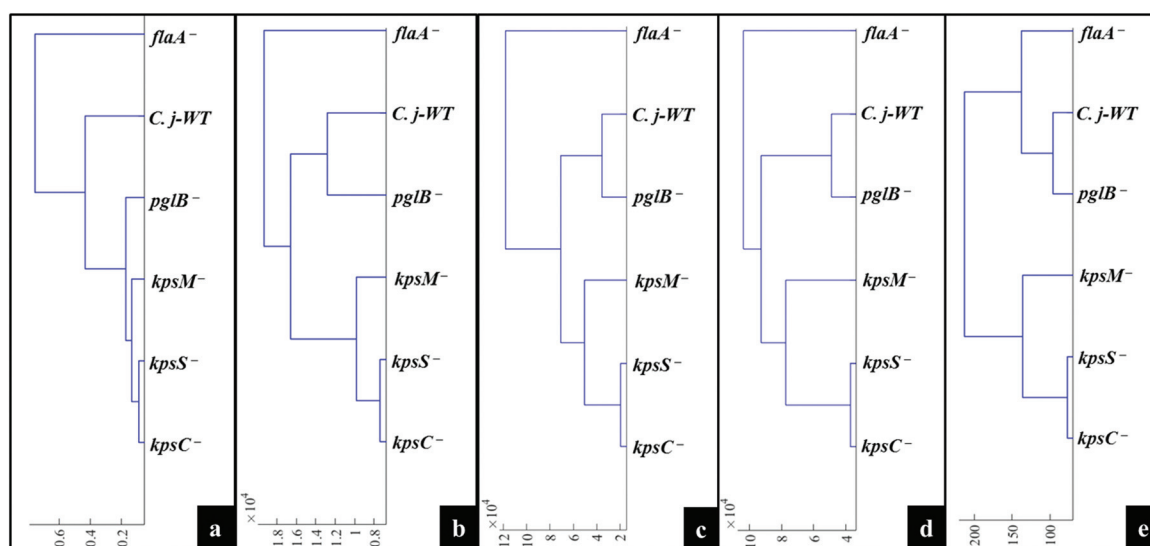 flaA⁻
C. j-WT
pglB⁻
kpsM⁻
kpsS⁻
kpsC⁻
0.6 0.4 0.2
a
flaA⁻
C. j-WT
pglB⁻
kpsM⁻
kpsS⁻
kpsC⁻
×10⁴
1.8 1.6 1.4 1.2 1 0.8
b
flaA⁻
C. j-WT
pglB⁻
kpsM⁻
kpsS⁻
kpsC⁻
×10⁴
12 10 8 6 4 2
c
flaA⁻
C. j-WT
pglB⁻
kpsM⁻
kpsS⁻
kpsC⁻
×10⁴
10 8 6 4
d
flaA⁻
C. j-WT
pglB⁻
kpsM⁻
kpsS⁻
kpsC⁻
200 150 100
e